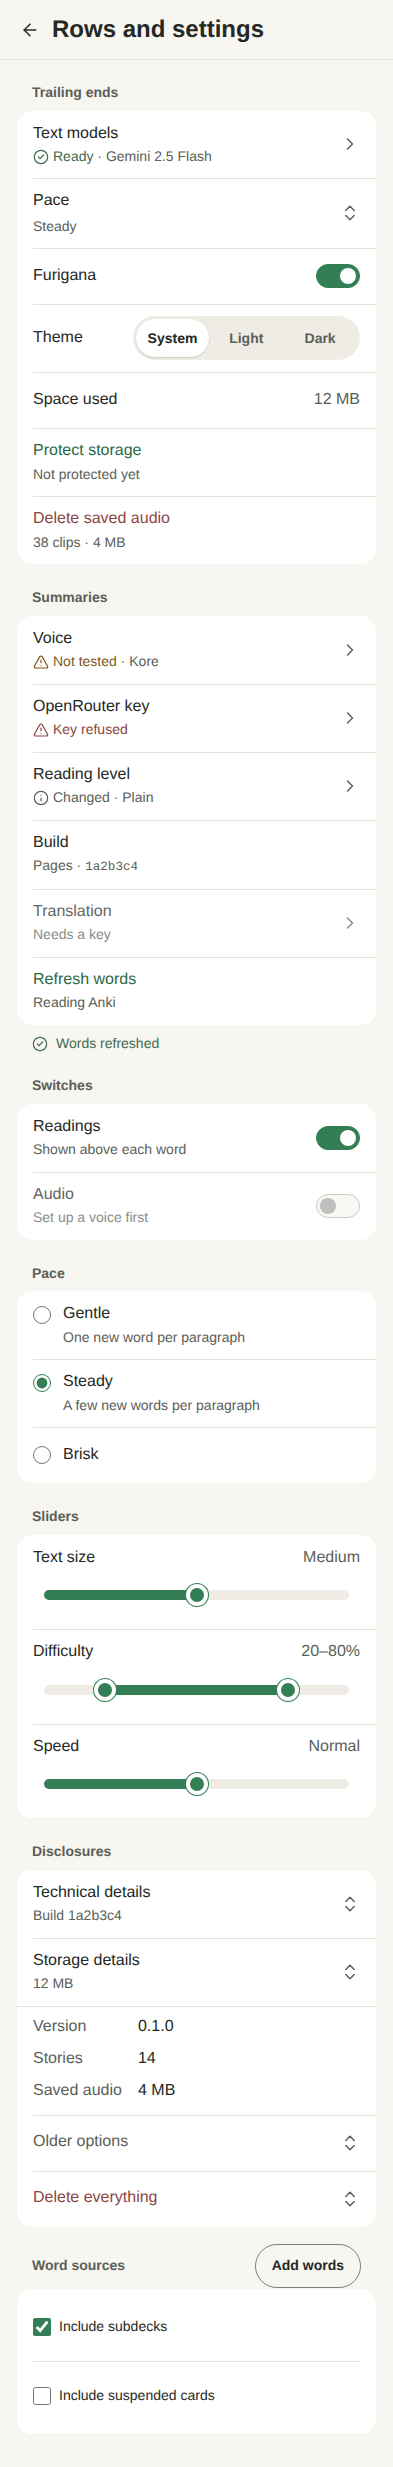 Rows and settings
Trailing ends
Text models
Ready · Gemini 2.5 Flash
Pace
Steady
Furigana
Theme
System Light Dark
Space used 12 MB
Protect storage
Not protected yet
Delete saved audio
38 clips · 4 MB
Summaries
Voice
Not tested · Kore
OpenRouter key
Key refused
Reading level
Changed · Plain
Build
Pages · 1a2b3c4
Translation
Needs a key
Refresh words
Reading Anki
Words refreshed
Switches
Readings
Shown above each word
Audio
Set up a voice first
Pace
Gentle
One new word per paragraph
Steady
A few new words per paragraph
Brisk
Sliders
Text size Medium
Difficulty 20–80%
Speed Normal
Disclosures
Technical details
Build 1a2b3c4
Storage details
12 MB
Version 0.1.0
Stories 14
Saved audio 4 MB
Older options
Delete everything
Word sources Add words
Include subdecks
Include suspended cards